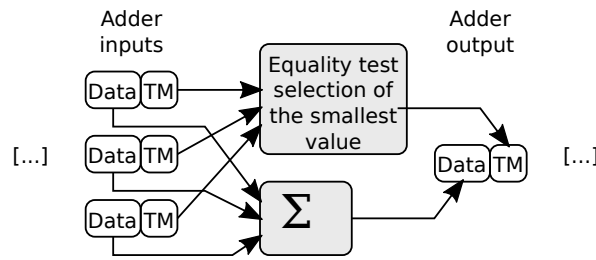 Adder
inputs
Adder
output
Data TM
Equality test
selection of
the smallest
value
[...]
Data TM
Data TM
[...]
Data TM
Σ